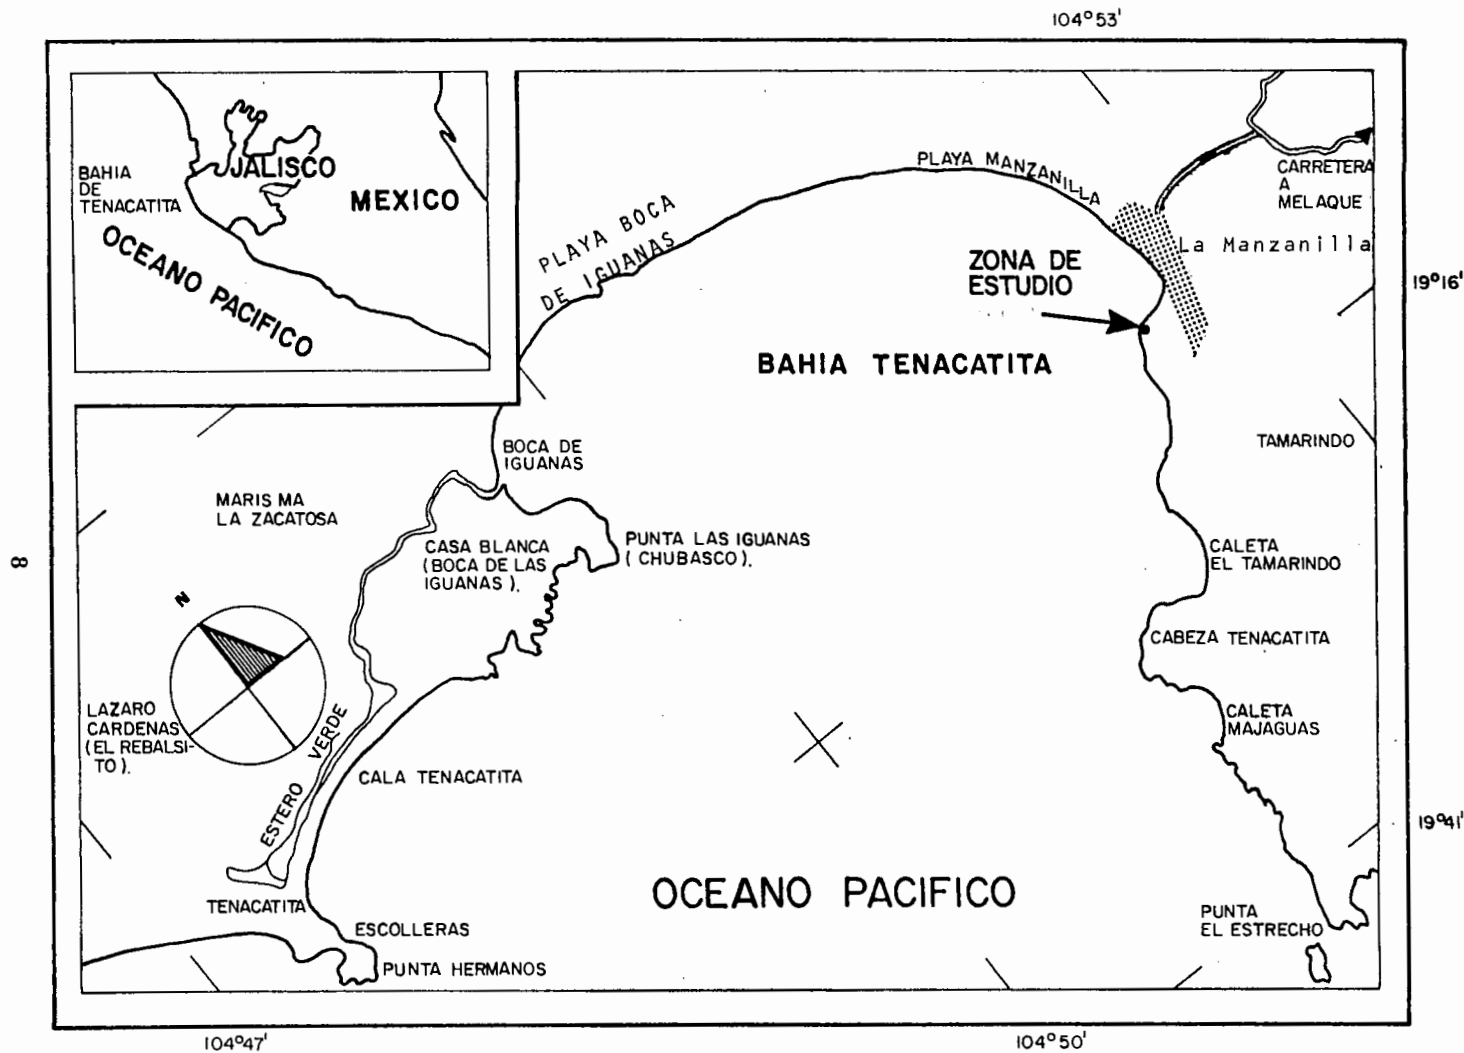 104°53'
BAHIA
DE
TENACATITA
JALISCO
MEXICO
OCEANO PACIFICO
PLAYA MANZANILLA
CARRETERA
A
MELAQUE
La Manzanilla
PLAYA BOCA
DE IGUANAS
ZONA DE
ESTUDIO
19°16'
BAHIA TENACATITA
TAMARINDO
BOCA DE
IGUANAS
MARISMA
LA ZACATOSA
CASA BLANCA
(BOCA DE LAS
IGUANAS).
PUNTA LAS IGUANAS
(CHUBASCO).
CALETA
EL TAMARINDO
8
N
CABEZA TENACATITA
LAZARO
CARDENAS
(EL REBALSI-
TO).
ESTERO VERDE
CALETA
MAJAGUAS
CALA TENACATITA
19°41'
OCEANO PACIFICO
TENACATITA
ESCOLLERAS
PUNTA HERMANOS
PUNTA
EL ESTRECHO
104°47'
104°50'